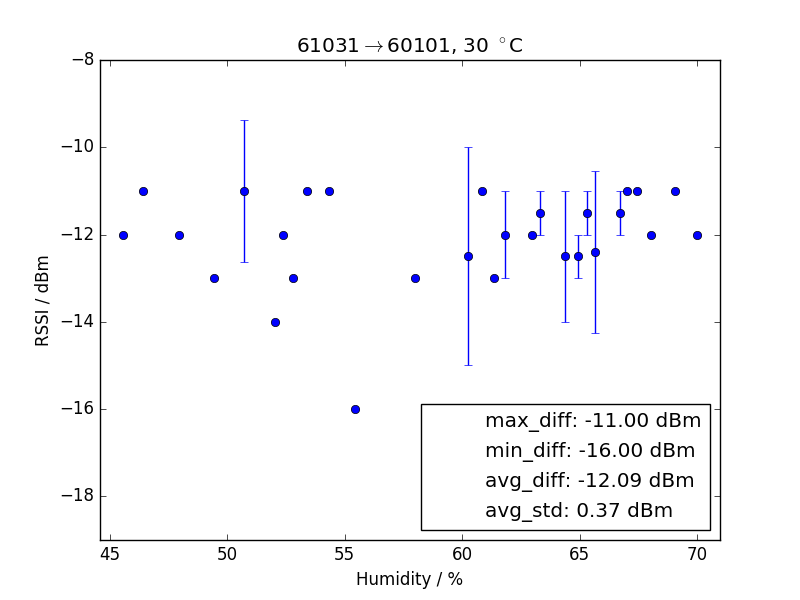 61031→60101, 30 °C
−8
−10
−12
−14
−16
−18
RSSI / dBm
max_diff: -11.00 dBm
min_diff: -16.00 dBm
avg_diff: -12.09 dBm
avg_std: 0.37 dBm
45 50 55 60 65 70
Humidity / %